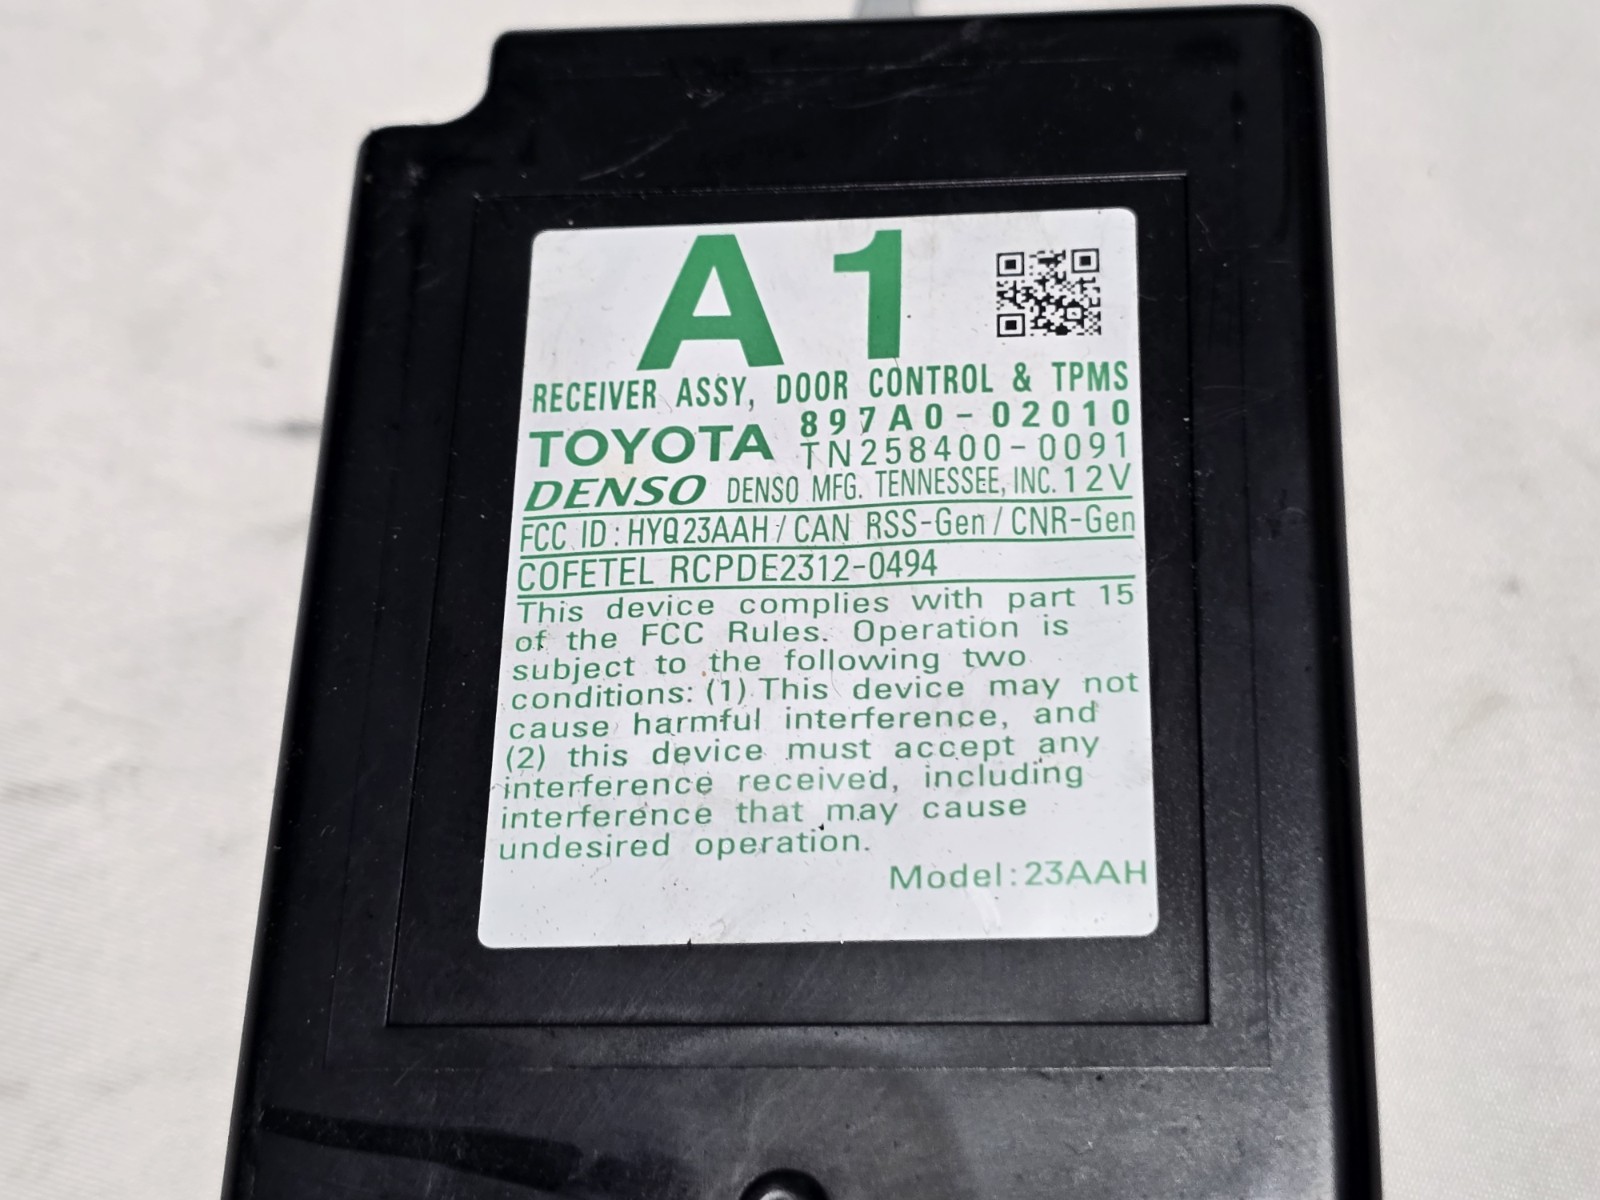 A1
RECEIVER ASSY, DOOR CONTROL & TPMS
TOYOTA 897A0-02010
TN258400-0091
DENSO DENSO MFG. TENNESSEE, INC. 12V
FCC ID : HYQ23AAH / CAN RSS-Gen / CNR-Gen
COFETEL RCPDE2312-0494
This device complies with part 15
of the FCC Rules. Operation is
subject to the following two
conditions: (1) This device may not
cause harmful interference, and
(2) this device must accept any
interference received, including
interference that may cause
undesired operation.
Model:23AAH